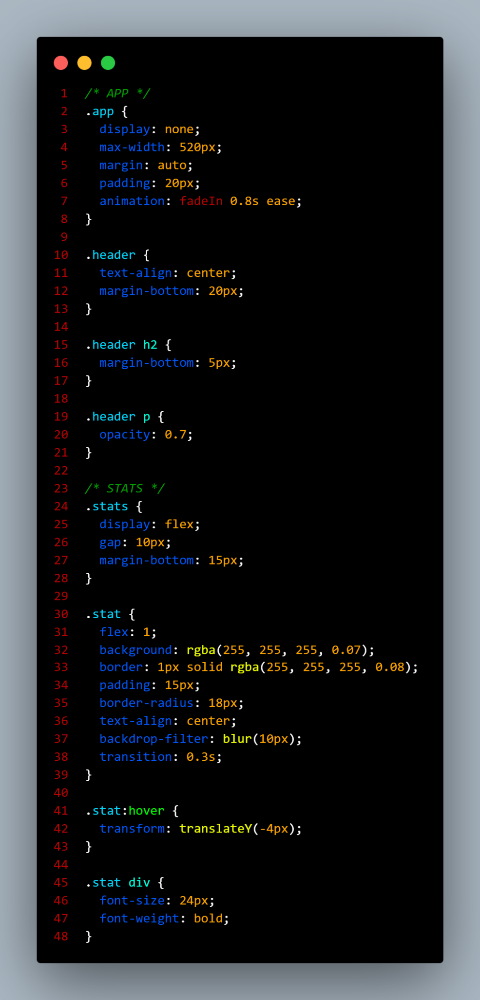 1 /* APP */
2 .app {
3   display: none;
4   max-width: 520px;
5   margin: auto;
6   padding: 20px;
7   animation: fadeIn 0.8s ease;
8 }
9
10 .header {
11   text-align: center;
12   margin-bottom: 20px;
13 }
14
15 .header h2 {
16   margin-bottom: 5px;
17 }
18
19 .header p {
20   opacity: 0.7;
21 }
22
23 /* STATS */
24 .stats {
25   display: flex;
26   gap: 10px;
27   margin-bottom: 15px;
28 }
29
30 .stat {
31   flex: 1;
32   background: rgba(255, 255, 255, 0.07);
33   border: 1px solid rgba(255, 255, 255, 0.08);
34   padding: 15px;
35   border-radius: 18px;
36   text-align: center;
37   backdrop-filter: blur(10px);
38   transition: 0.3s;
39 }
40
41 .stat:hover {
42   transform: translateY(-4px);
43 }
44
45 .stat div {
46   font-size: 24px;
47   font-weight: bold;
48 }